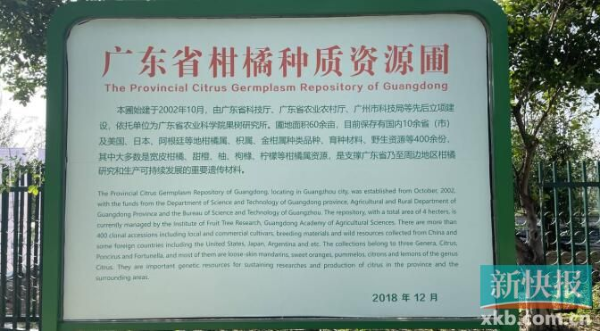 广东省柑橘种质资源圃
The Provincial Citrus Germplasm Repository of Guangdong
本圃始建于2002年10月，由广东省科技厅、广东省农业农村厅、广州市科技局等先后立项建
设，依托单位为广东省农业科学院果树研究所。圃地面积60余亩，目前保存有国内10余省（市）
及美国、日本、阿根廷等地柑橘属、枳属、金柑属种类品种、育种材料、野生资源等400余份，
其中大多数是宽皮柑橘、甜橙、柚、枸橼、柠檬等柑橘属资源，是支撑广东省乃至周边地区柑橘
研究和生产可持续发展的重要遗传材料。
The Provincial Citrus Germplasm Repository of Guangdong, locating in Guangzhou city, was established from October, 2002,
with the funds from the Department of Science and Technology of Guangdong province, Agricultural and Rural Department of
Guangdong Province and the Bureau of Science and Technology of Guangzhou. The repository, with a total area of 4 hecters, is
currently managed by the Institute of Fruit Tree Research, Guangdong Academy of Agricultural Sciences. There are more than
400 clonal accessions including local and commercial cultivars, breeding materials and wild resources collected from China and
some foreign countries including the United States, Japan, Argentina and etc. The collections belong to three Genera, Citrus,
Poncirus and Fortunella, and most of them are loose-skin mandarins, sweet oranges, pummelos, citrons and lemons of the genus
Citrus. They are important genetic resources for sustaining researches and production of citrus in the province and the
surrounding areas.
2018 年 12 月
新快报
xkb.com.cn